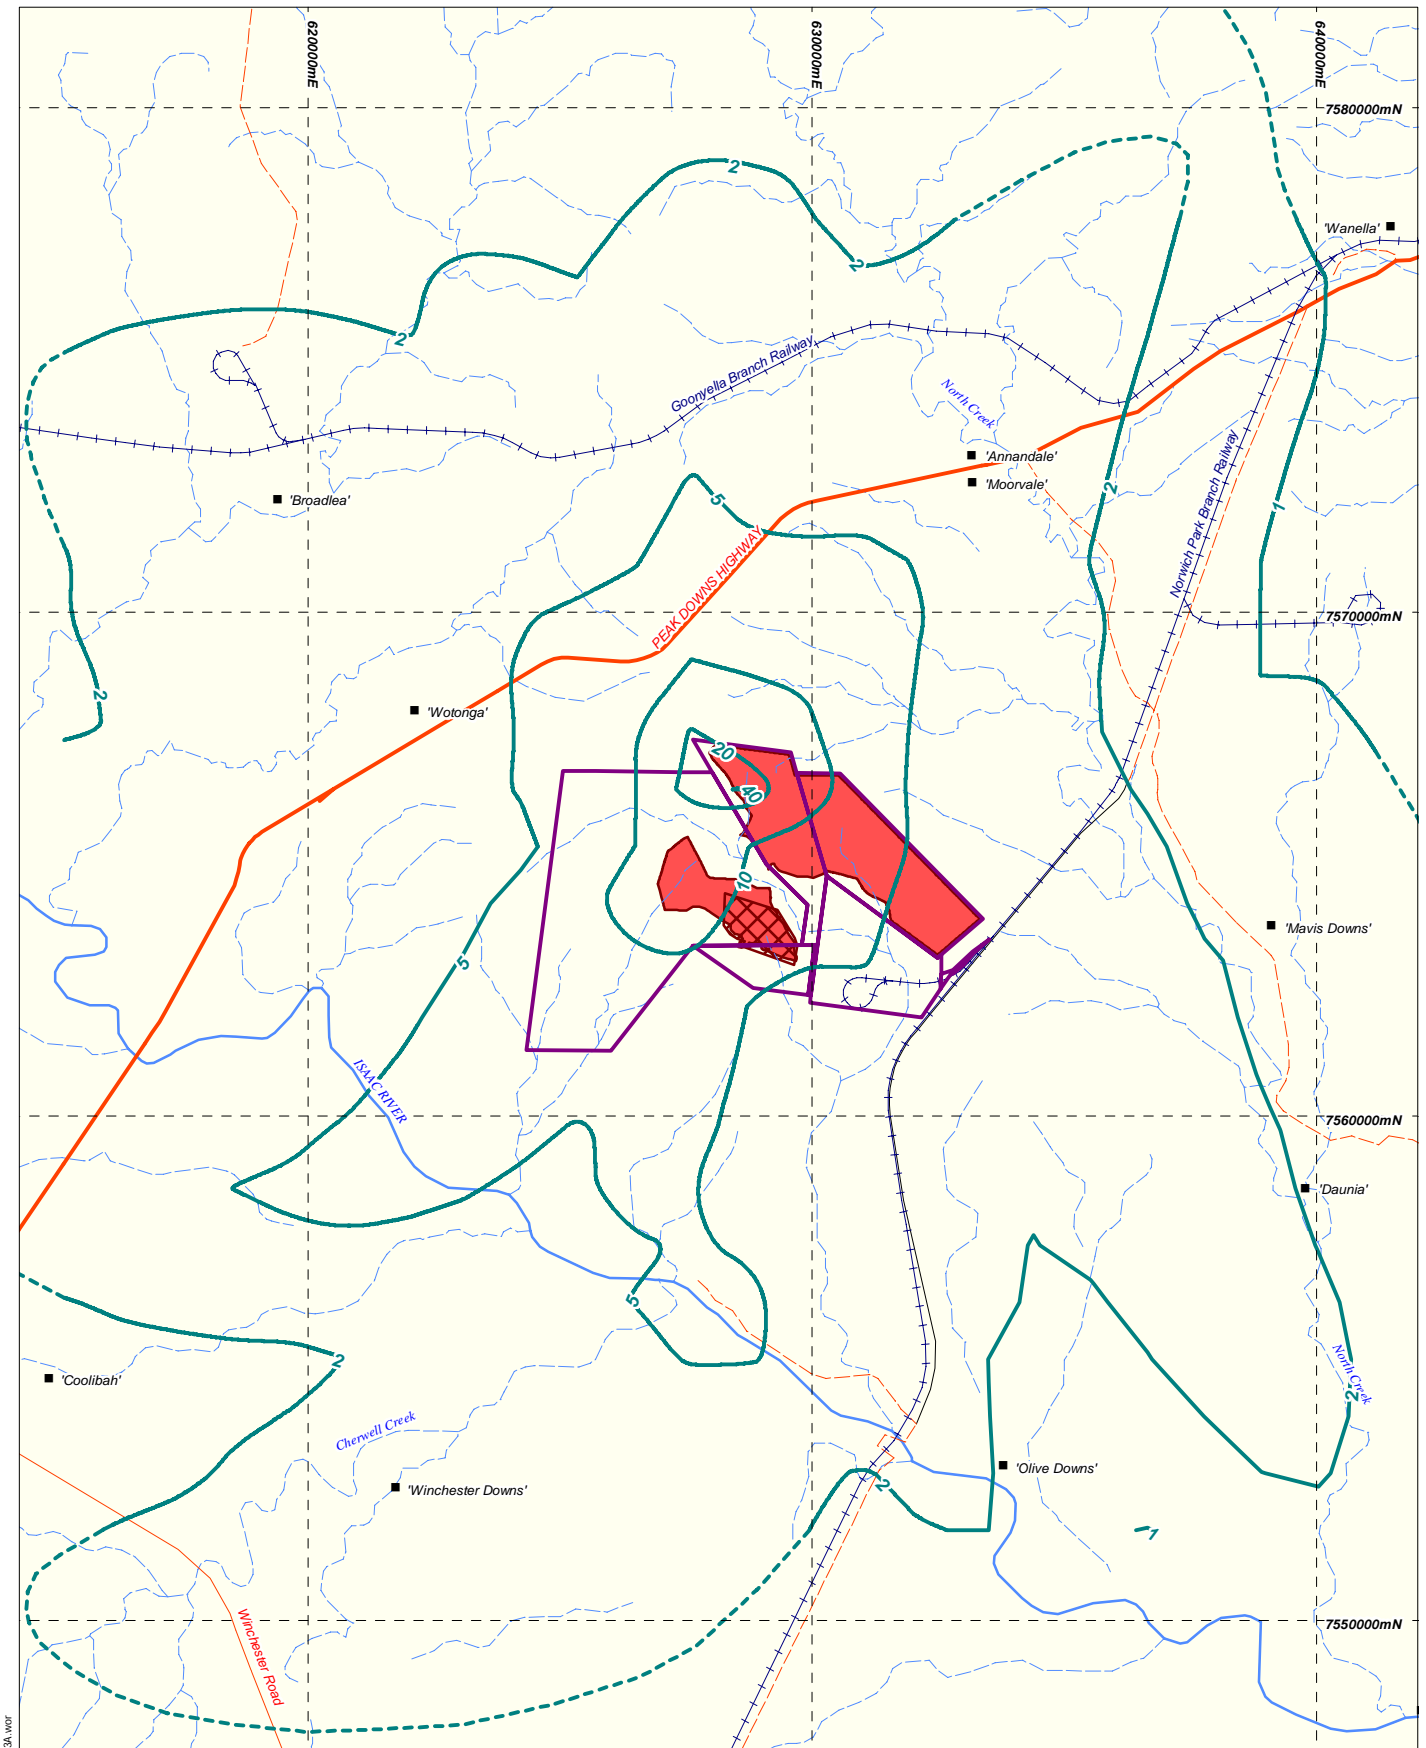 620000mE
630000mE
640000mE
7580000mN
2
'Wanella'
2
2
Goonyella Branch Railway
North Creek
'Annandale'
'Moorvale'
2
5
1
'Broadlea'
Norwich Park Branch Railway
PEAK DOWNS HIGHWAY
7570000mN
2
'Wotonga'
20
40
10
'Mavis Downs'
5
ISAAC RIVER
7560000mN
'Daunia'
5
2
'Coolibah'
North Creek
2
Cherwell Creek
'Olive Downs'
2
'Winchester Downs'
1
Winchester Road
7550000mN
3A.wor